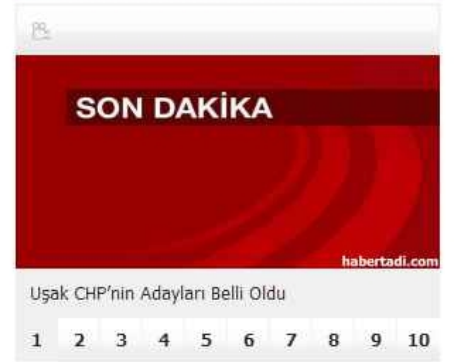 SON DAKİKA
habertadi.com
Uşak CHP'nin Adayları Belli Oldu
1 2 3 4 5 6 7 8 9 10